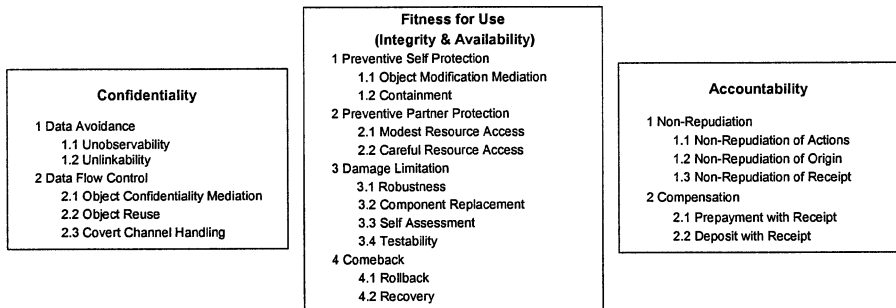 Confidentiality
1 Data Avoidance
1.1 Unobservability
1.2 Unlinkability
2 Data Flow Control
2.1 Object Confidentiality Mediation
2.2 Object Reuse
2.3 Covert Channel Handling
Fitness for Use
(Integrity & Availability)
1 Preventive Self Protection
1.1 Object Modification Mediation
1.2 Containment
2 Preventive Partner Protection
2.1 Modest Resource Access
2.2 Careful Resource Access
3 Damage Limitation
3.1 Robustness
3.2 Component Replacement
3.3 Self Assessment
3.4 Testability
4 Comeback
4.1 Rollback
4.2 Recovery
Accountability
1 Non-Repudiation
1.1 Non-Repudiation of Actions
1.2 Non-Repudiation of Origin
1.3 Non-Repudiation of Receipt
2 Compensation
2.1 Prepayment with Receipt
2.2 Deposit with Receipt